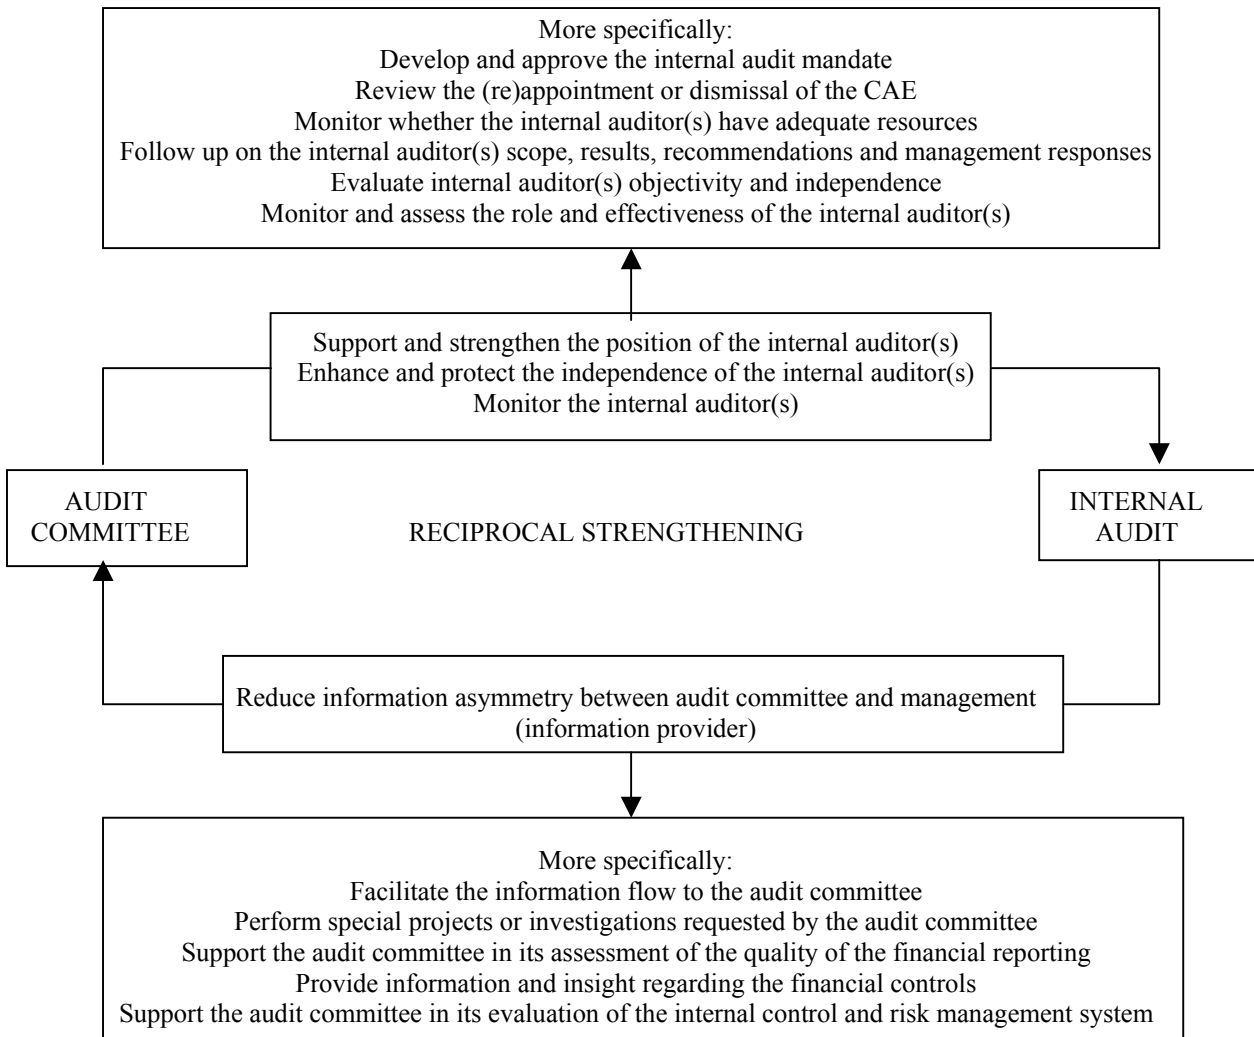 More specifically:
Develop and approve the internal audit mandate
Review the (re)appointment or dismissal of the CAE
Monitor whether the internal auditor(s) have adequate resources
Follow up on the internal auditor(s) scope, results, recommendations and management responses
Evaluate internal auditor(s) objectivity and independence
Monitor and assess the role and effectiveness of the internal auditor(s)
Support and strengthen the position of the internal auditor(s)
Enhance and protect the independence of the internal auditor(s)
Monitor the internal auditor(s)
AUDIT
COMMITTEE
RECIPROCAL STRENGTHENING
INTERNAL
AUDIT
Reduce information asymmetry between audit committee and management
(information provider)
More specifically:
Facilitate the information flow to the audit committee
Perform special projects or investigations requested by the audit committee
Support the audit committee in its assessment of the quality of the financial reporting
Provide information and insight regarding the financial controls
Support the audit committee in its evaluation of the internal control and risk management system